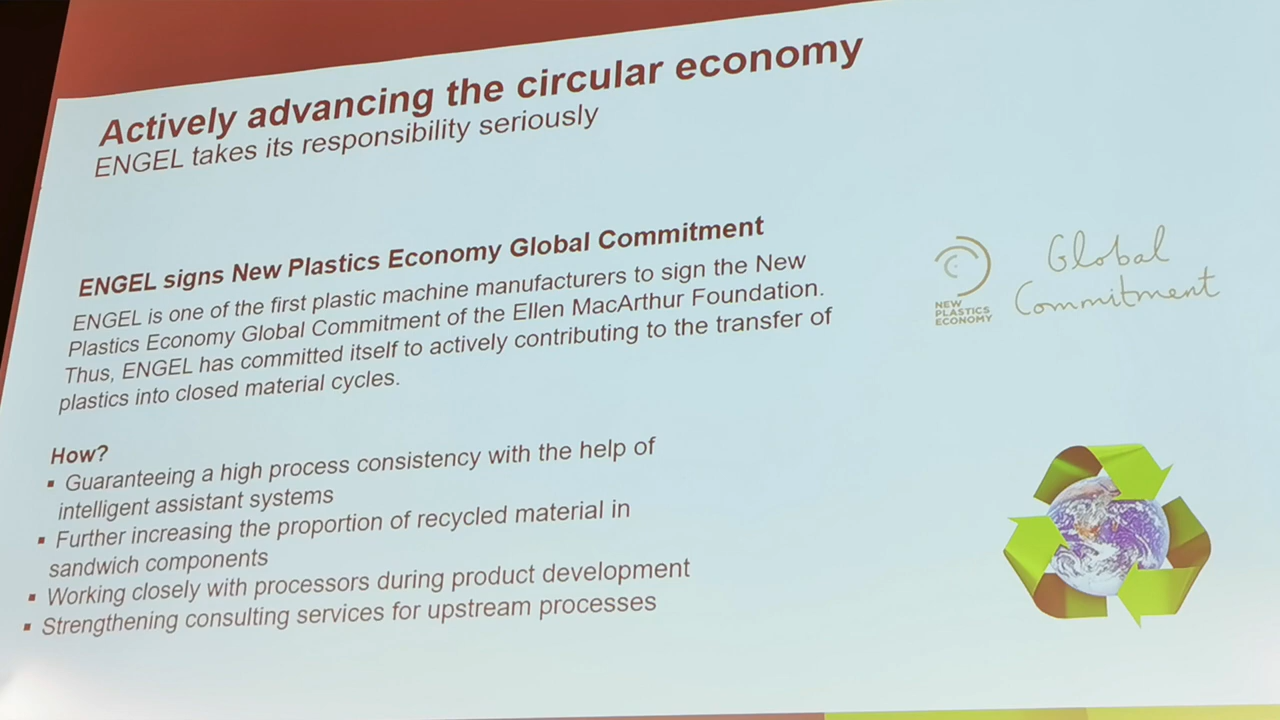 Actively advancing the circular economy
ENGEL takes its responsibility seriously
ENGEL signs New Plastics Economy Global Commitment
ENGEL is one of the first plastic machine manufacturers to sign the New
Plastics Economy Global Commitment of the Ellen MacArthur Foundation.
Thus, ENGEL has committed itself to actively contributing to the transfer of
plastics into closed material cycles.
How?
▪ Guaranteeing a high process consistency with the help of
intelligent assistant systems
▪ Further increasing the proportion of recycled material in
sandwich components
▪ Working closely with processors during product development
▪ Strengthening consulting services for upstream processes
NEW
PLASTICS
ECONOMY
Global
Commitment